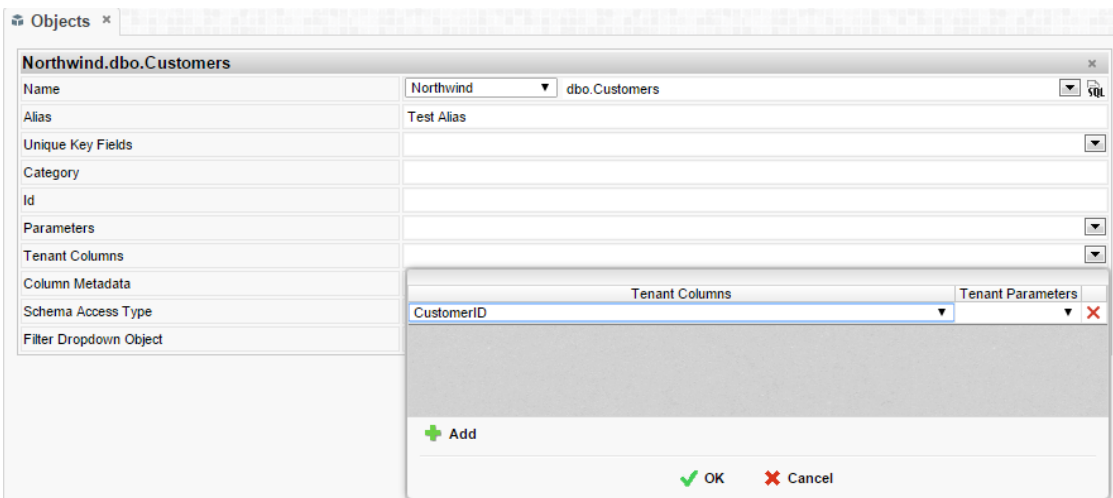 Objects ×
Northwind.dbo.Customers ×
Name Northwind dbo.Customers SQL
Alias Test Alias
Unique Key Fields
Category
Id
Parameters
Tenant Columns
Column Metadata
Tenant Columns Tenant Parameters
Schema Access Type CustomerID
Filter Dropdown Object
Add
OK Cancel